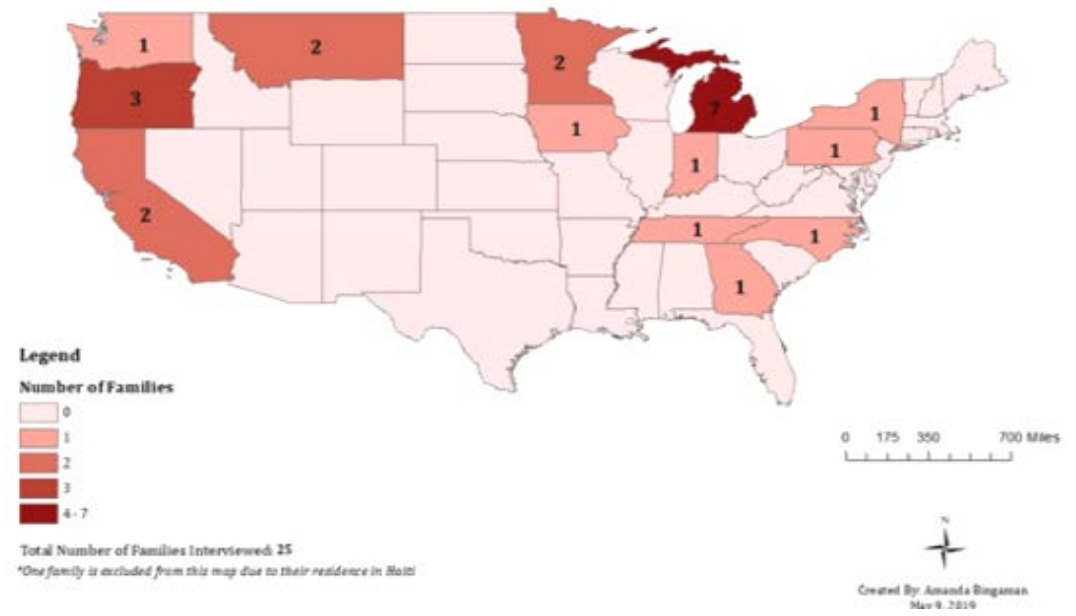 1
2
2
3
7
1
1
1
1
2
1
1
1
Legend
Number of Families
0
1
2
3
4 - 7
0 175 350 700 Miles
Total Number of Families Interviewed: 25
*One family is excluded from this map due to their residence in Haiti
N
Created By: Amanda Bingaman
May 9, 2019